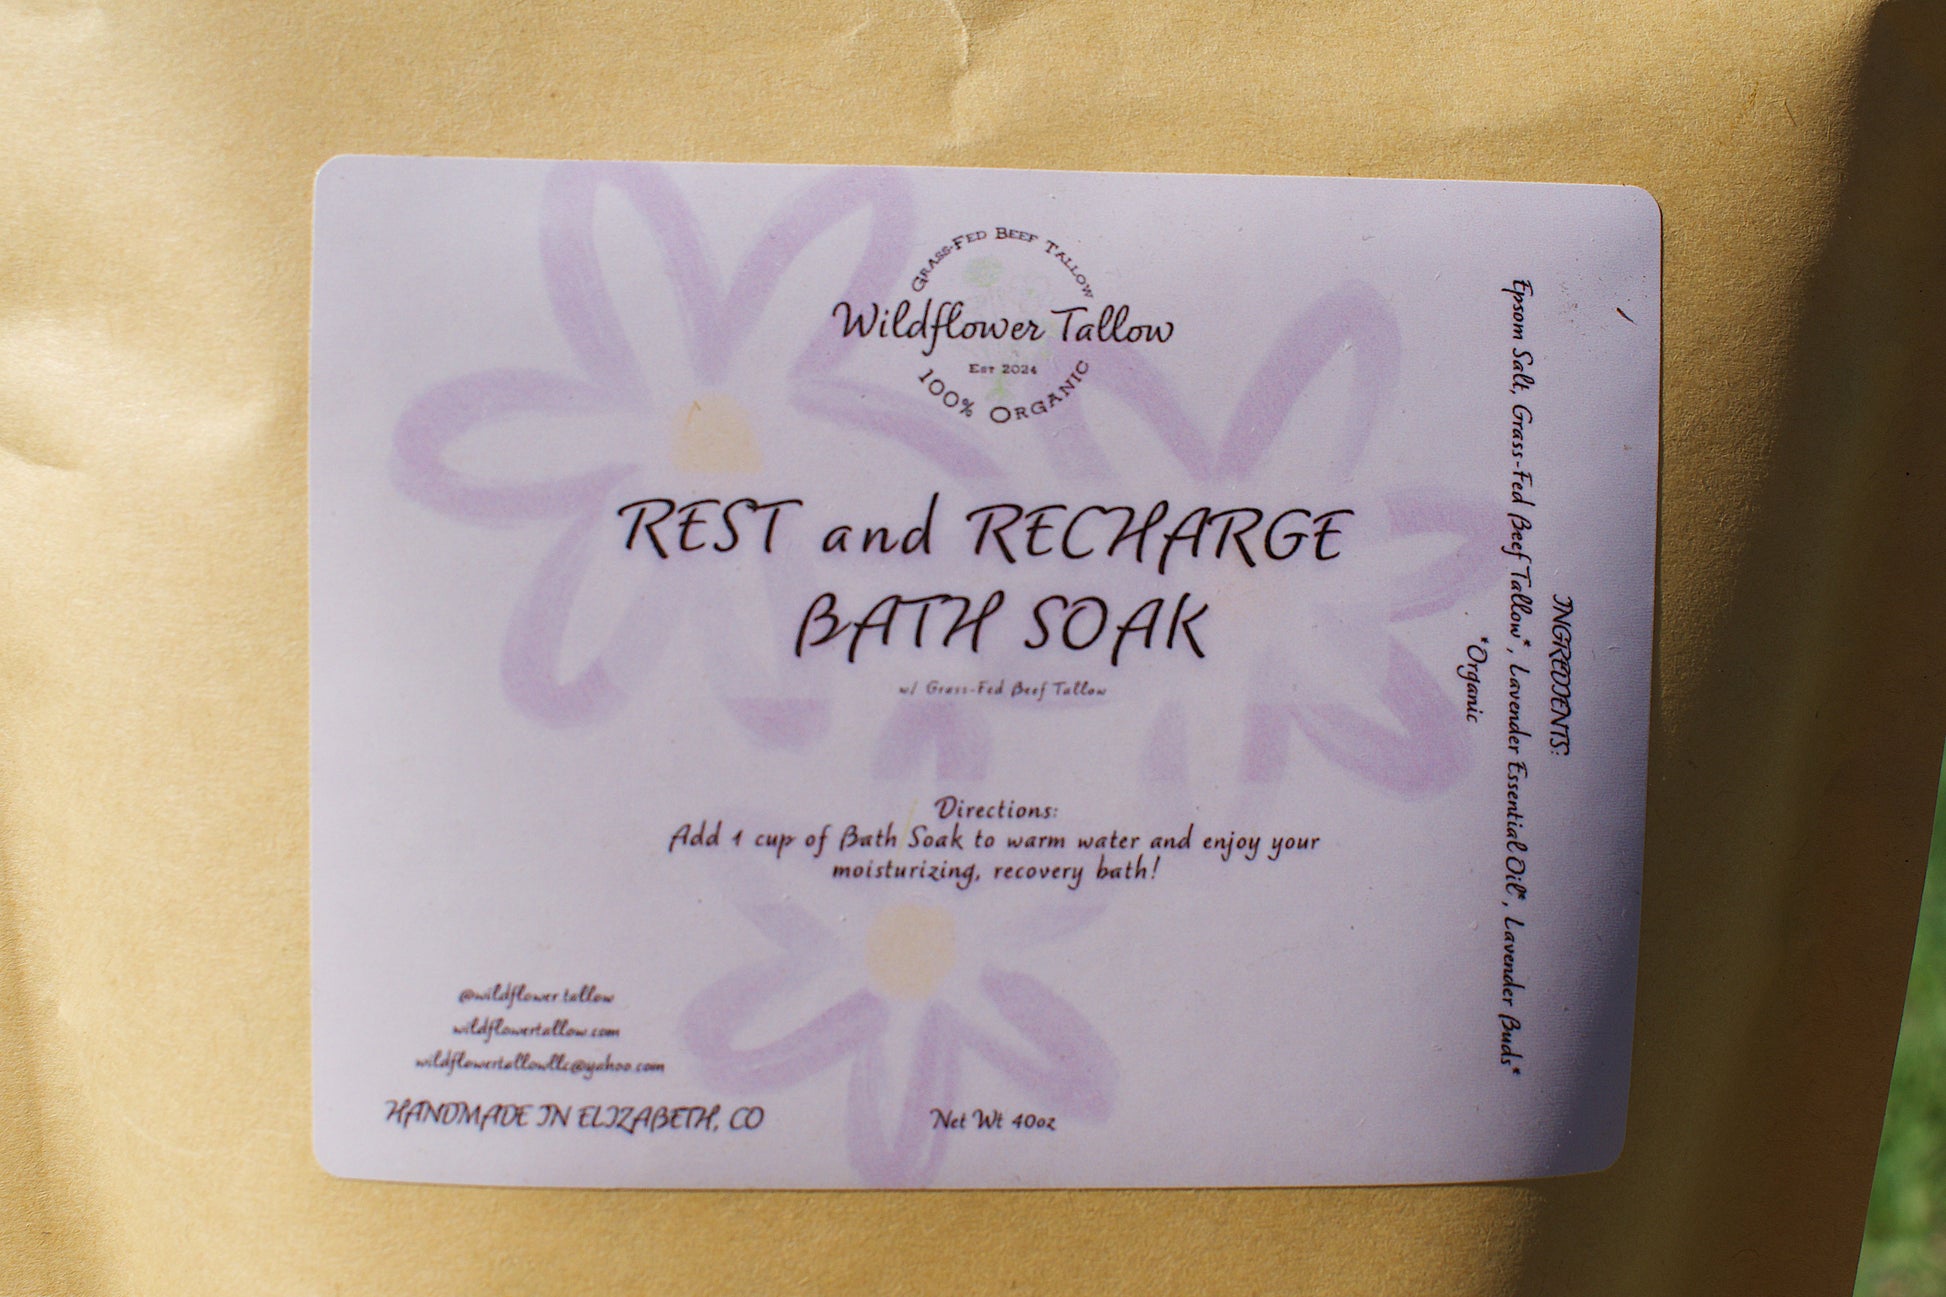 GRASS-FED BEEF TALLOW
Wildflower Tallow
EST 2024
100% ORGANIC
REST and RECHARGE
BATH SOAK
w/ Grass-Fed Beef Tallow
Directions:
Add 1 cup of Bath Soak to warm water and enjoy your
moisturizing, recovery bath!
@wildflower.tallow
wildflowertallow.com
wildflowertallowllc@yahoo.com
HANDMADE IN ELIZABETH, CO
Net Wt 40oz
INGREDIENTS:
Epsom Salt, Grass-Fed Beef Tallow*, Lavender Essential Oil*, Lavender Buds*
*Organic